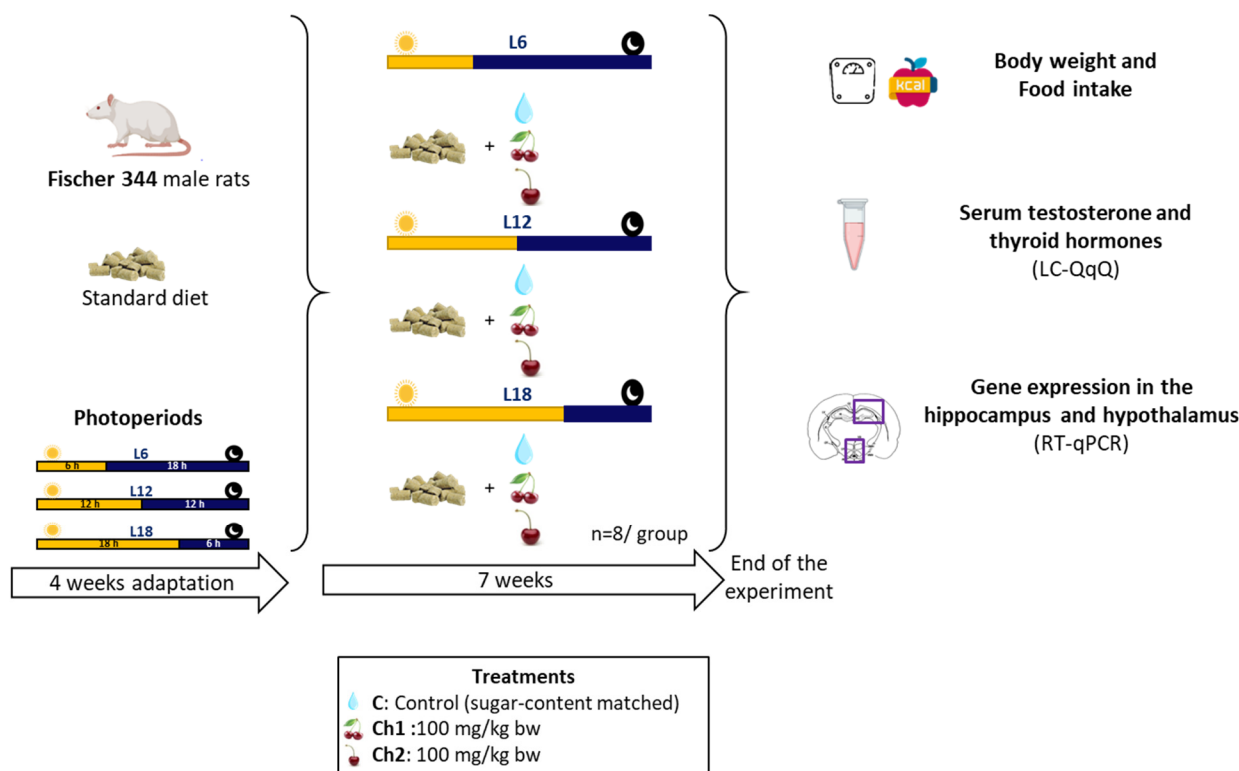 Fischer 344 male rats
Standard diet
Photoperiods
L6
6 h 18 h
L12
12 h 12 h
L18
18 h 6 h
4 weeks adaptation
L6
+
L12
+
L18
+
n=8/ group
7 weeks
End of the
experiment
kcal
Body weight and
Food intake
Serum testosterone and
thyroid hormones
(LC-QqQ)
Gene expression in the
hippocampus and hypothalamus
(RT-qPCR)
Treatments
C: Control (sugar-content matched)
Ch1 :100 mg/kg bw
Ch2: 100 mg/kg bw